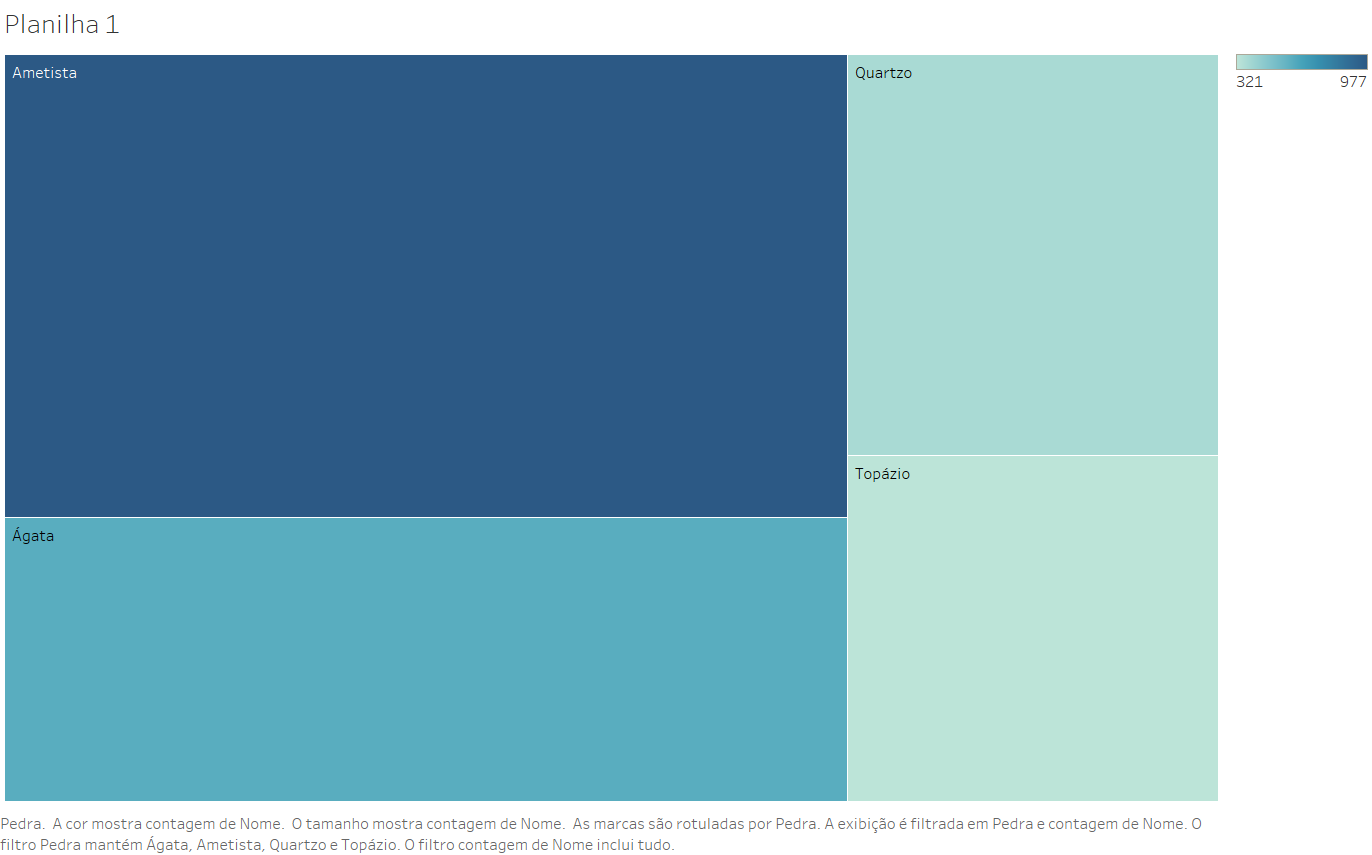 Planilha 1
Ametista
Quartzo
321 977
Topázio
Ágata
Pedra.  A cor mostra contagem de Nome.  O tamanho mostra contagem de Nome.  As marcas são rotuladas por Pedra. A exibição é filtrada em Pedra e contagem de Nome. O
filtro Pedra mantém Ágata, Ametista, Quartzo e Topázio. O filtro contagem de Nome inclui tudo.